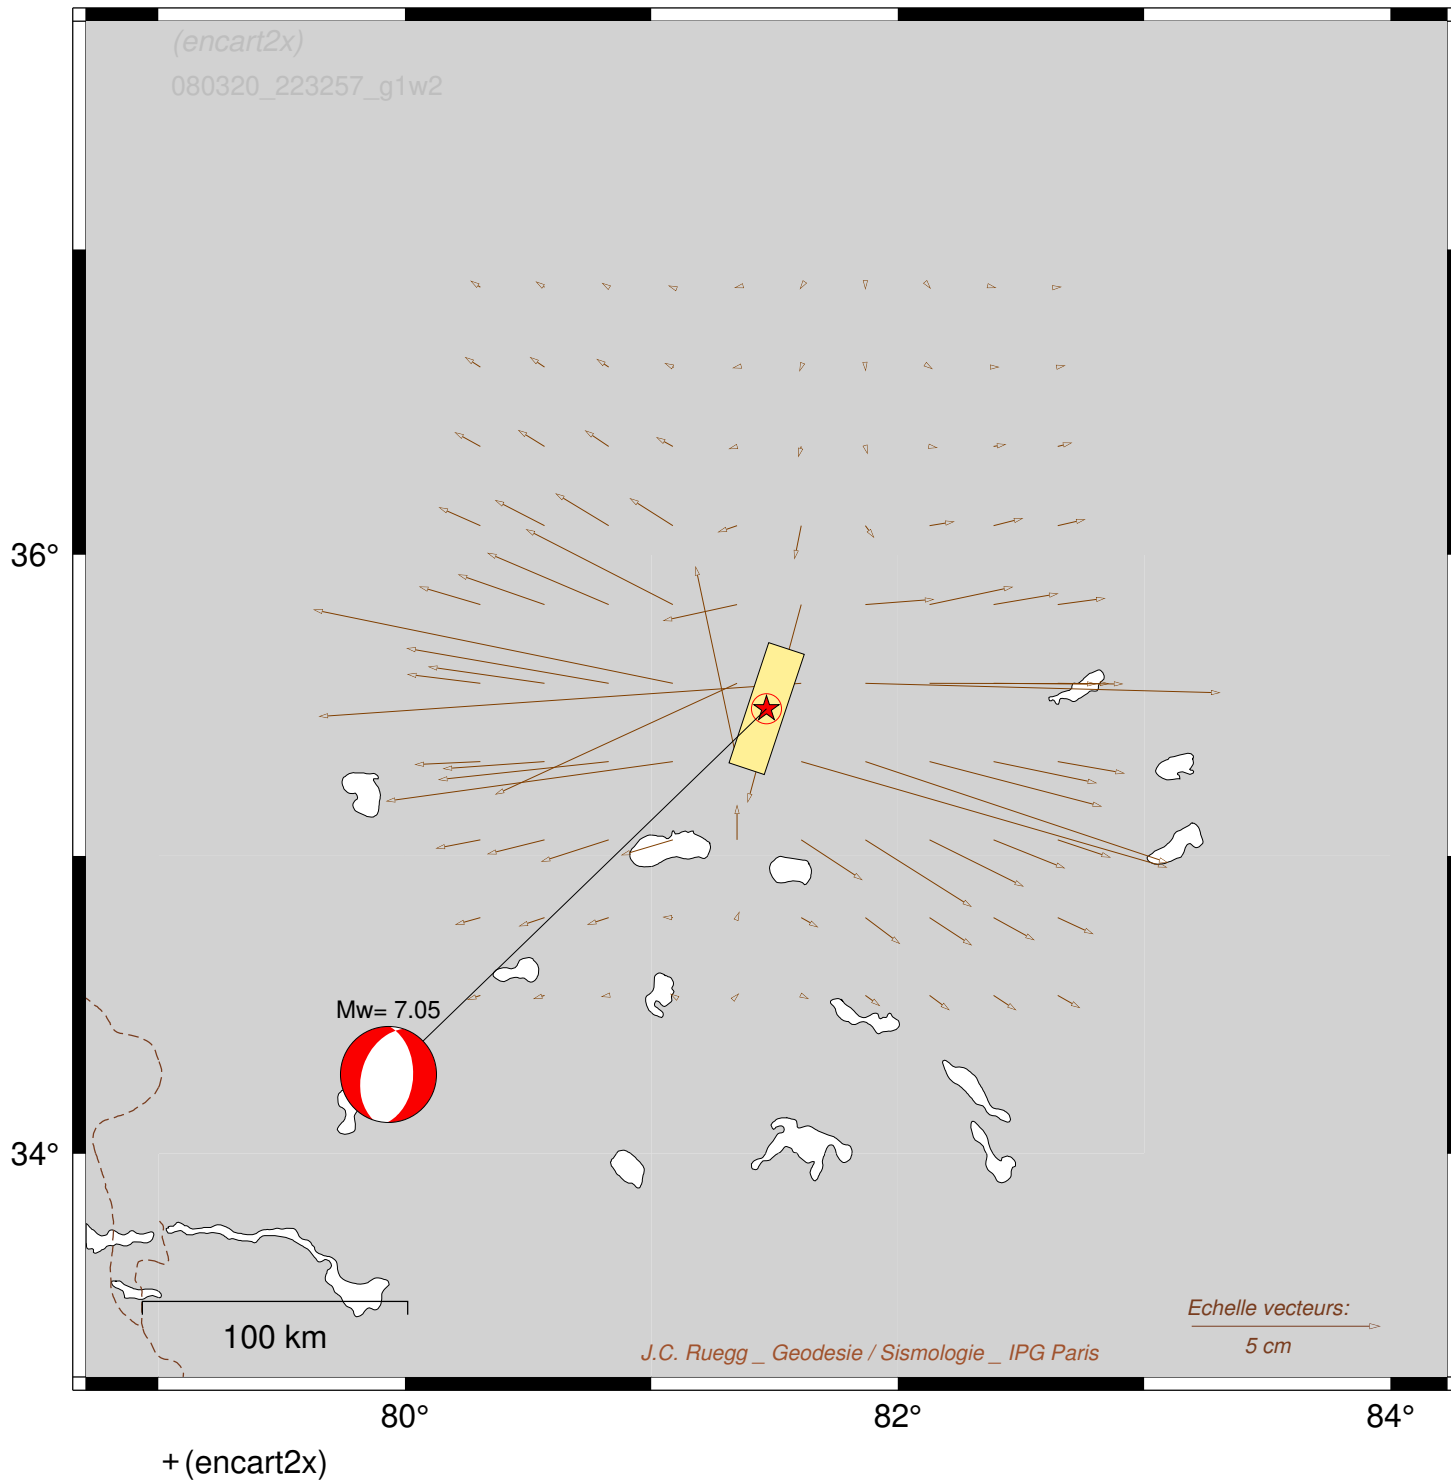 (encart2x)
080320_223257_g1w2
36°
Mw= 7.05
34°
Echelle vecteurs:
5 cm
100 km
J.C. Ruegg _ Geodesie / Sismologie _ IPG Paris
80°
82°
84°
+ (encart2x)